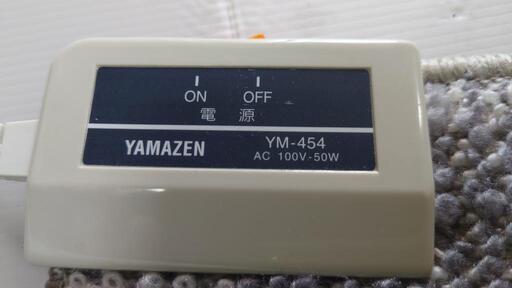 ON OFF
電源
YAMAZEN YM-454
AC 100V-50W